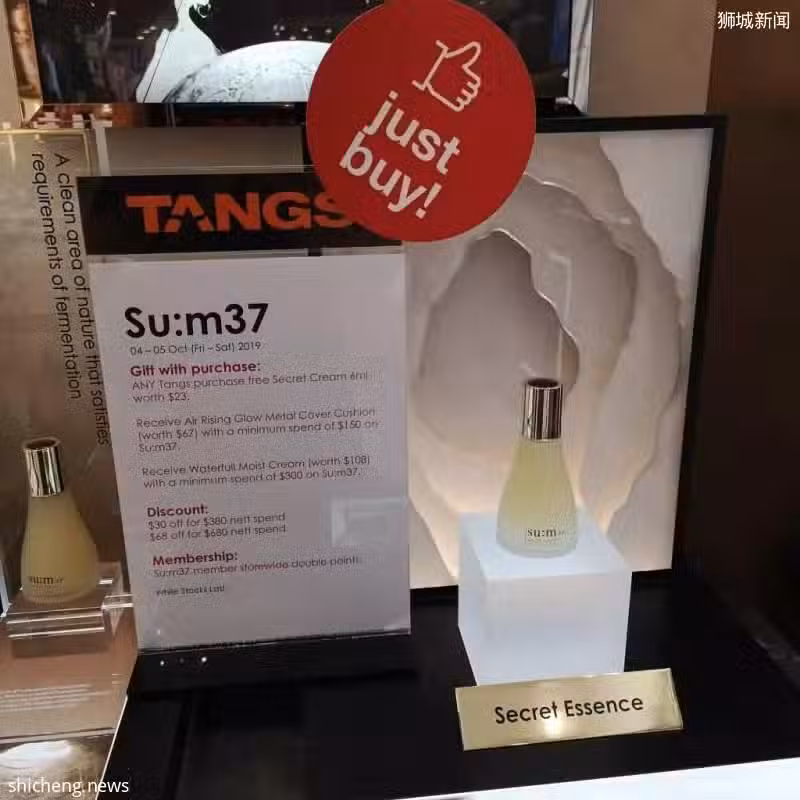 狮城新闻
just
buy!
A clean area of nature that satisfies
requirements of fermentation
TANGS
Su:m37
04 – 05 Oct (Fri – Sat) 2019
Gift with purchase:
ANY Tangs purchase free Secret Cream 6ml
worth $23.
Receive Air Rising Glow Metal Cover Cushion
(worth $67) with a minimum spend of $150 on
Su:m37.
Receive Waterfull Moist Cream (worth $108)
with a minimum spend of $300 on Su:m37.
Discount:
$30 off for $380 nett spend
$68 off for $680 nett spend
Membership:
Su:m37 member storewide double points
While Stocks Last
su:m37
su:m37
Secret Essence
shicheng.news